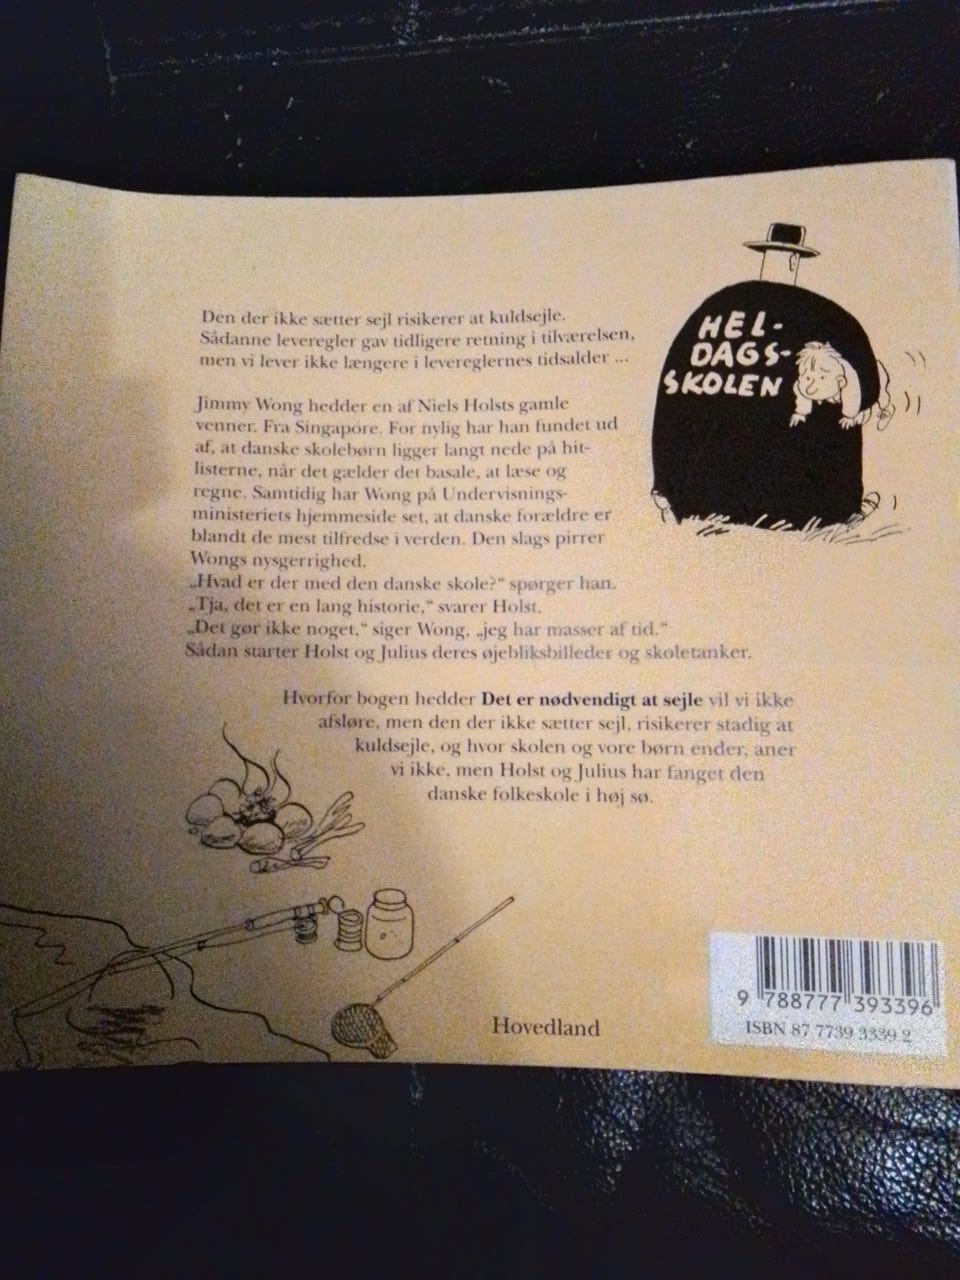 HEL-
DAGS-
SKOLEN
Den der ikke sætter sejl risikerer at kuldsejle.
Sådanne leveregler gav tidligere retning i tilværelsen,
men vi lever ikke længere i levereglernes tidsalder ...
Jimmy Wong hedder en af Niels Holsts gamle
venner. Fra Singapore. For nylig har han fundet ud
af, at danske skolebørn ligger langt nede på hit-
listerne, når det gælder det basale, at læse og
regne. Samtidig har Wong på Undervisnings-
ministeriets hjemmeside set, at danske forældre er
blandt de mest tilfredse i verden. Den slags pirrer
Wongs nysgerrighed.
„Hvad er der med den danske skole?“ spørger han.
„Tja, det er en lang historie,“ svarer Holst.
„Det gør ikke noget,“ siger Wong, „jeg har masser af tid.“
Sådan starter Holst og Julius deres øjebliksbilleder og skoletanker.
Hvorfor bogen hedder Det er nødvendigt at sejle vil vi ikke
afsløre, men den der ikke sætter sejl, risikerer stadig at
kuldsejle, og hvor skolen og vore børn ender, aner
vi ikke, men Holst og Julius har fanget den
danske folkeskole i høj sø.
Hovedland
9 788777 393396
ISBN 87 7739 3339 2